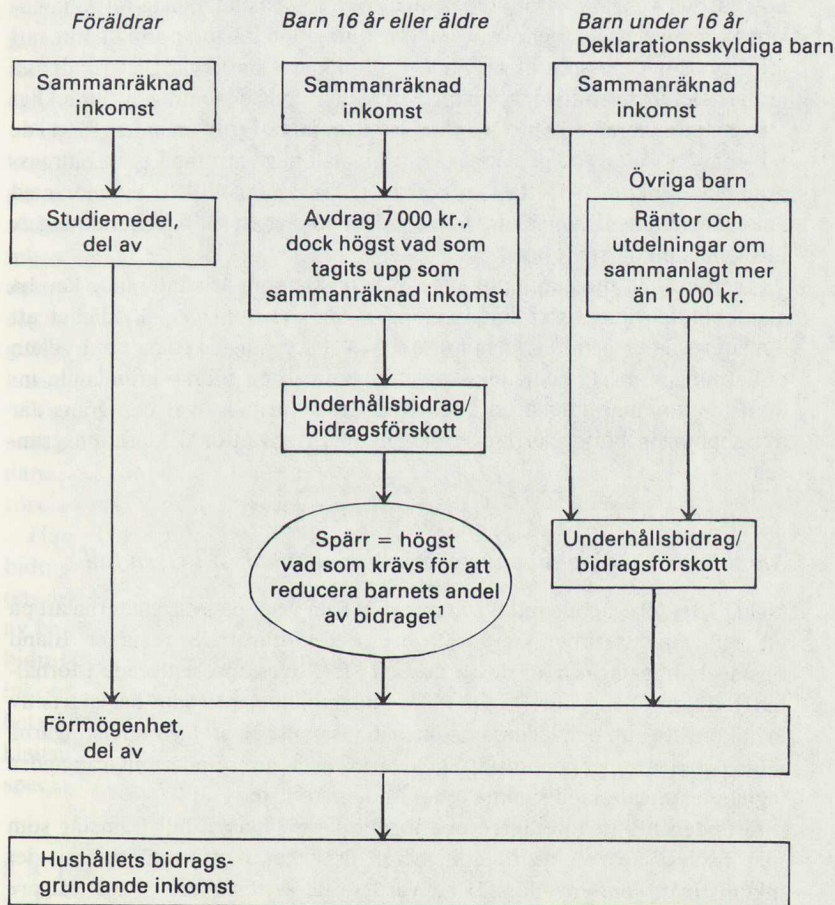 Föräldrar
Sammanräknad
inkomst
Studiemedel,
del av
Barn 16 år eller äldre
Sammanräknad
inkomst
Avdrag 7 000 kr.,
dock högst vad som
tagits upp som
sammanräknad inkomst
Underhållsbidrag/
bidragsförskott
Spärr = högst
vad som krävs för att
reducera barnets andel
av bidraget¹
Barn under 16 år
Deklarationsskyldiga barn
Sammanräknad
inkomst
Övriga barn
Räntor och
utdelningar om
sammanlagt mer
än 1 000 kr.
Underhållsbidrag/
bidragsförskott
Förmögenhet,
del av
Hushållets bidrags-
grundande inkomst